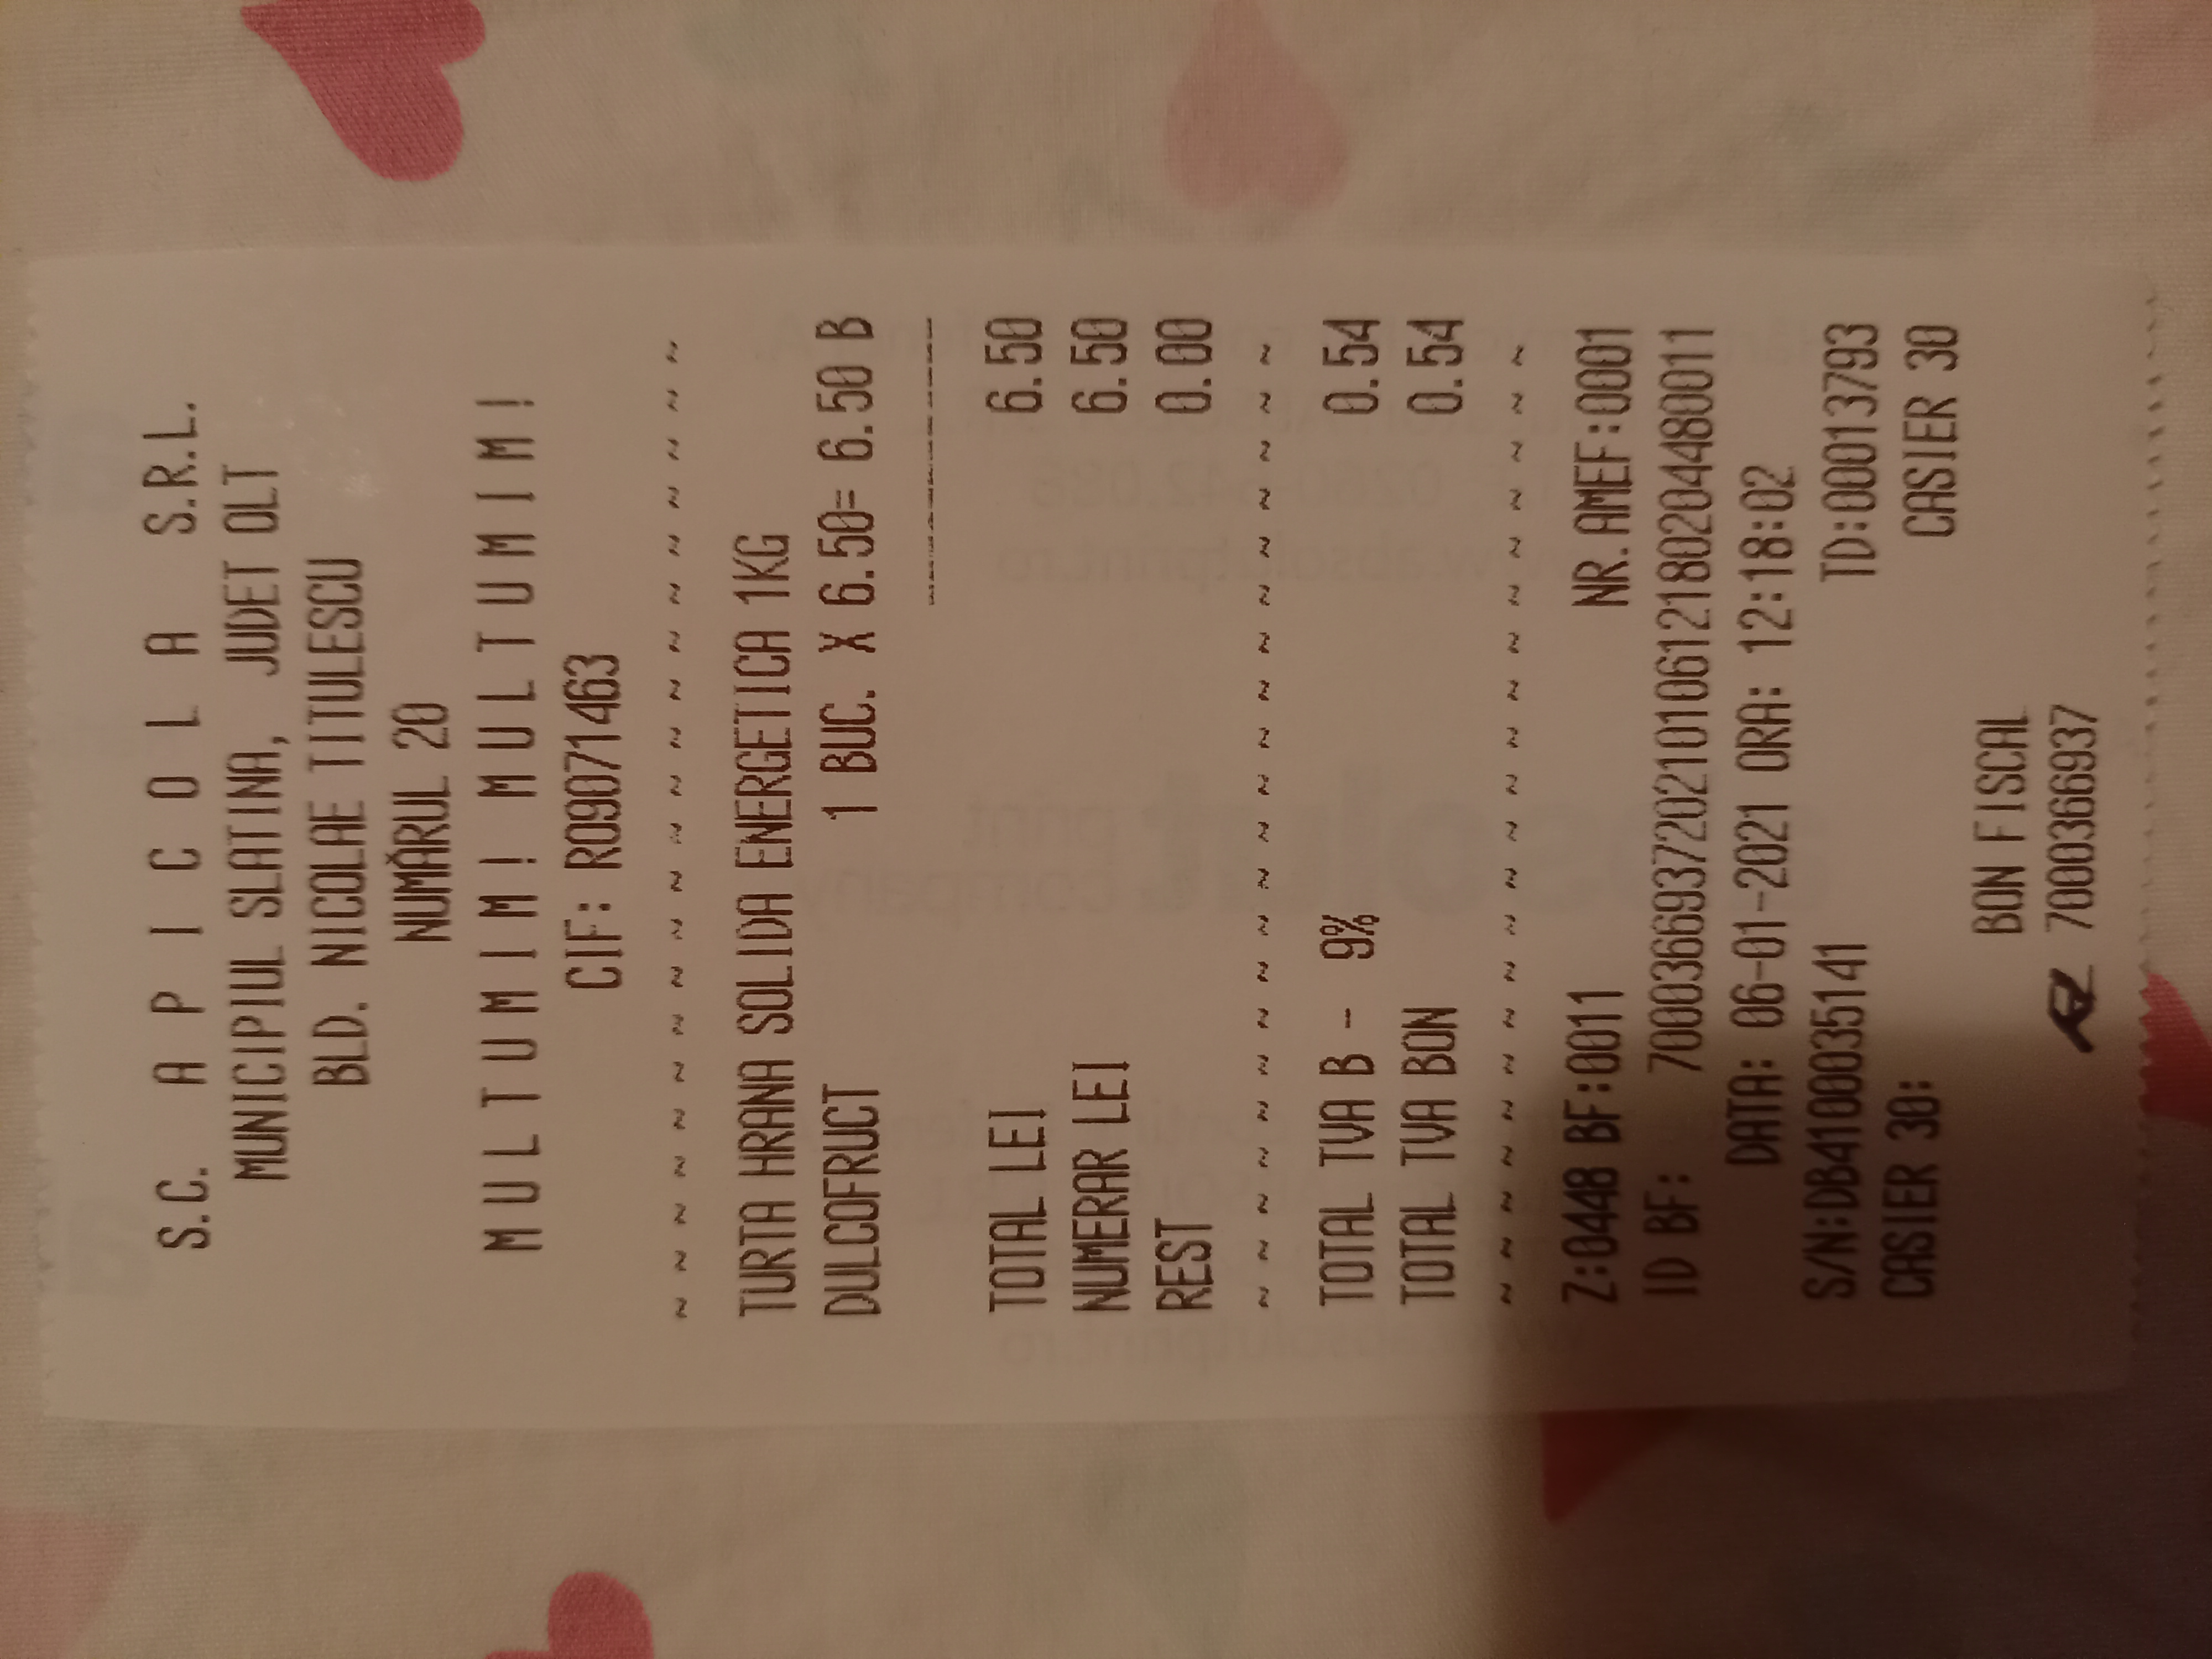 S.C. A P I C O L A S.R.L.
MUNICIPIUL SLATINA, JUDET OLT
BLD. NICOLAE TITULESCU
NUMĂRUL 20
M U L T U M I M ! M U L T U M I M !
CIF: RO9071463
~ ~ ~ ~ ~ ~ ~ ~ ~ ~ ~ ~ ~ ~ ~ ~ ~ ~ ~ ~ ~
TURTA HRANA SOLIDA ENERGETICA 1KG
DULCOFRUCT 1 BUC. X 6.50= 6.50 B
------------
TOTAL LEI 6.50
NUMERAR LEI 6.50
REST 0.00
~ ~ ~ ~ ~ ~ ~ ~ ~ ~ ~ ~ ~ ~ ~ ~ ~ ~ ~ ~ ~
TOTAL TVA B - 9% 0.54
TOTAL TVA BON 0.54
~ ~ ~ ~ ~ ~ ~ ~ ~ ~ ~ ~ ~ ~ ~ ~ ~ ~ ~ ~ ~
Z:0448 BF:0011 NR.AMEF:0001
ID BF: 70003669372021010612180204480011
DATA: 06-01-2021 ORA: 12:18:02
S/N:DB4100035141 TD:00013793
CASIER 30: CASIER 30
BON FISCAL
7000366937